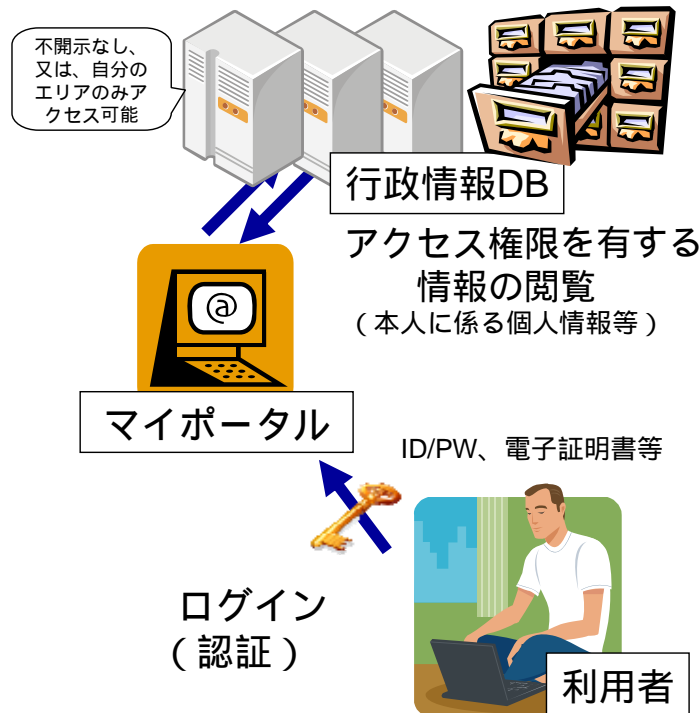 不開示なし、
又は、自分の
エリアのみア
クセス可能
行政情報DB
アクセス権限を有する
情報の閲覧
（本人に係る個人情報等）
@
マイポータル
ID/PW、電子証明書等
ログイン
（認証）
利用者